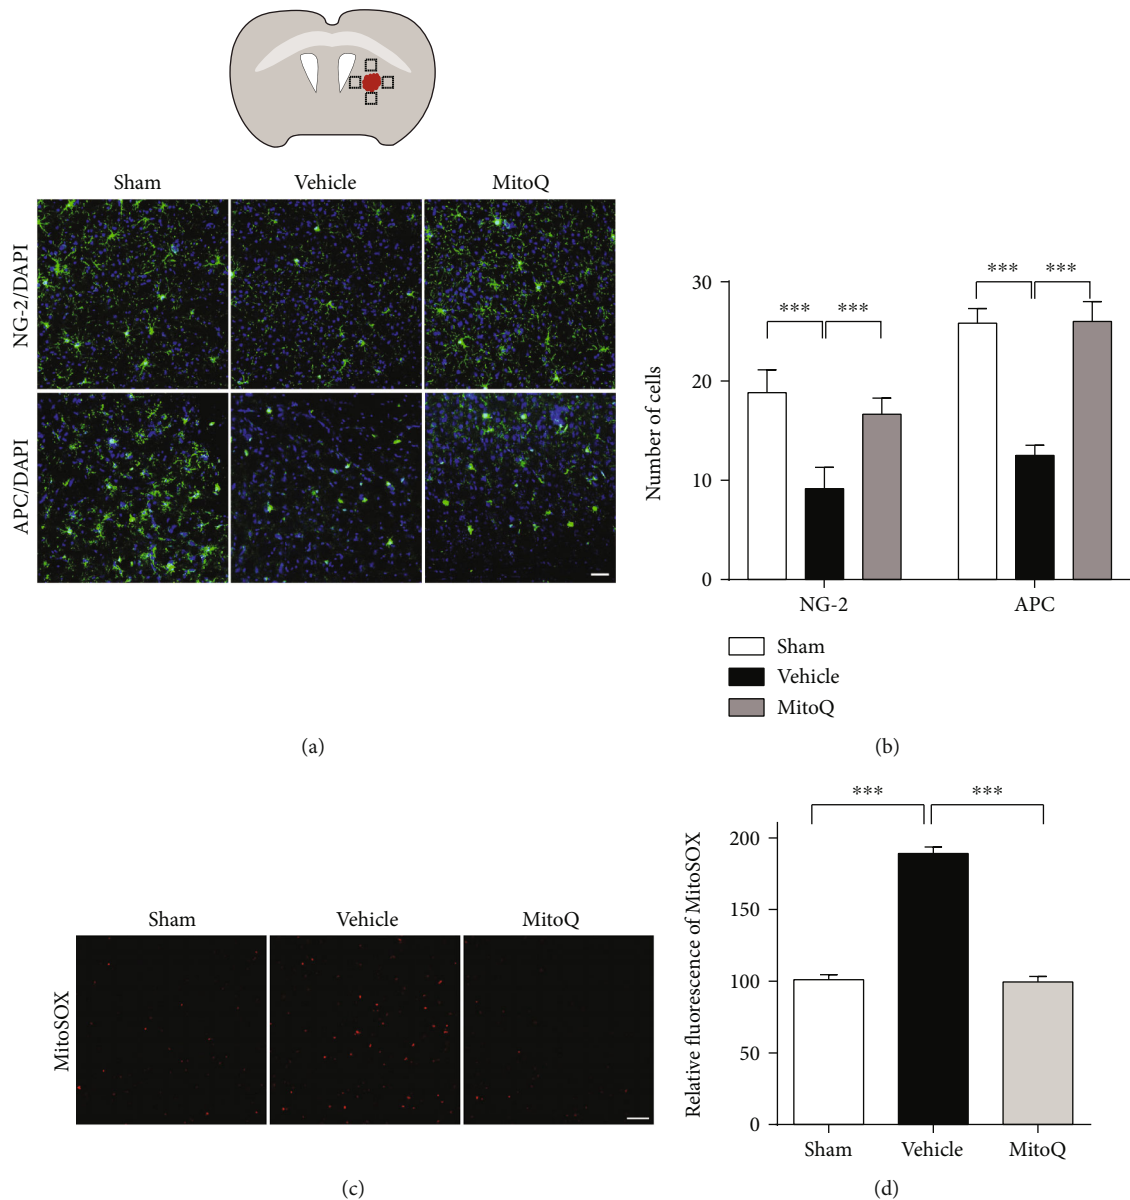 Sham
Vehicle
MitoQ
NG-2/DAPI
APC/DAPI
(a)
Number of cells
30
20
10
0
***
***
***
***
NG-2
APC
Sham
Vehicle
MitoQ
(b)
Sham
Vehicle
MitoQ
MitoSOX
(c)
Relative fluorescence of MitoSOX
200
150
100
50
0
***
***
Sham
Vehicle
MitoQ
(d)